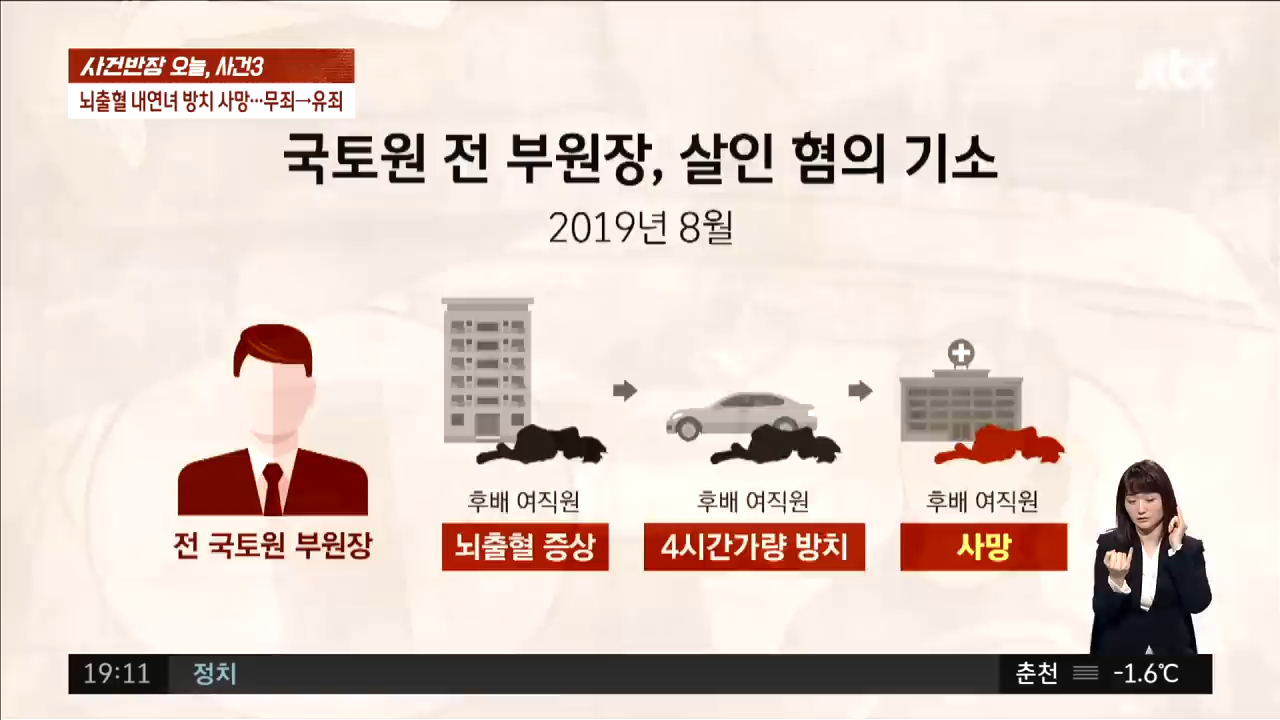 사건반장 오늘, 사건3
뇌출혈 내연녀 방치 사망…무죄→유죄
jtbc
국토원 전 부원장, 살인 혐의 기소
2019년 8월
전 국토원 부원장
후배 여직원
뇌출혈 증상
후배 여직원
4시간가량 방치
후배 여직원
사망
19:11 정치 춘천 -1.6℃